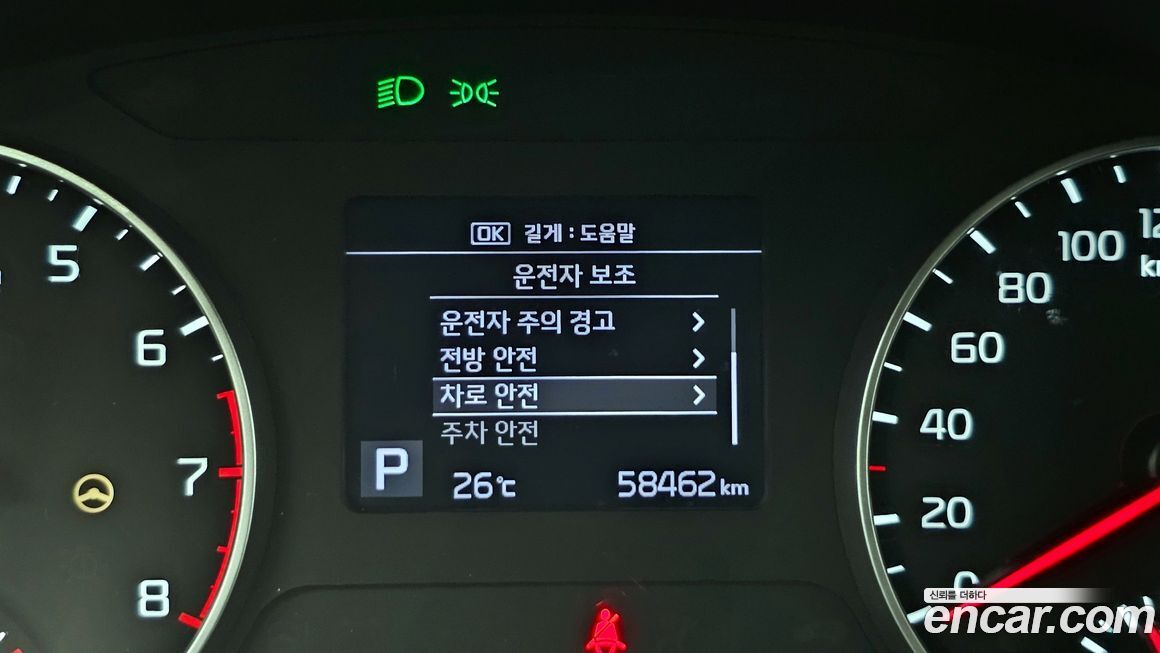 OK 길게 : 도움말
운전자 보조
운전자 주의 경고
전방 안전
차로 안전
주차 안전
P
26℃ 58462 km
5
6
7
8
100
80
60
40
20
0
신뢰를 더하다
encar.com